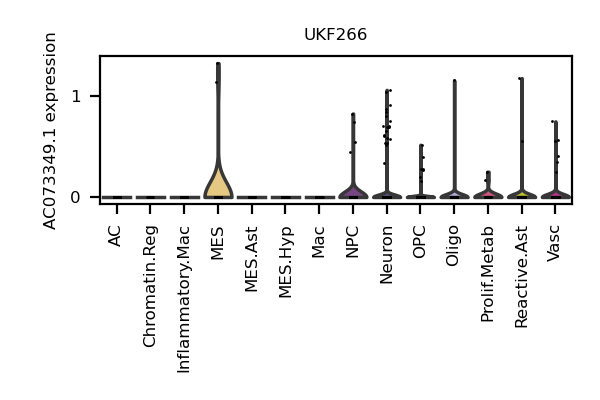 UKF266
AC073349.1 expression
1
0
AC
Chromatin.Reg
Inflammatory.Mac
MES
MES.Ast
MES.Hyp
Mac
NPC
Neuron
OPC
Oligo
Prolif.Metab
Reactive.Ast
Vasc